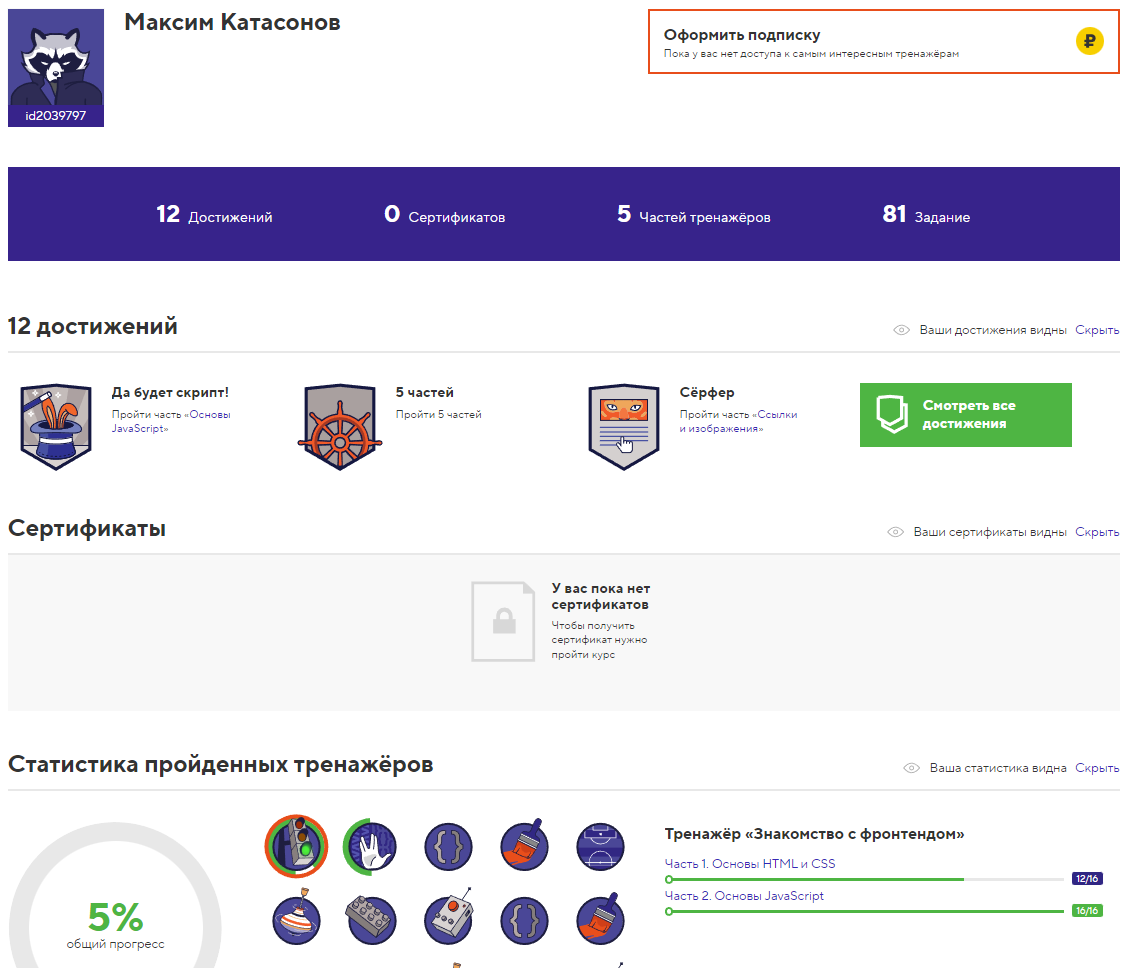 Максим Катасонов
id2039797
Оформить подписку
Пока у вас нет доступа к самым интересным тренажёрам
₽
12 Достижений
0 Сертификатов
5 Частей тренажёров
81 Задание
12 достижений
Ваши достижения видны Скрыть
Да будет скрипт!
Пройти часть «Основы
JavaScript»
5 частей
Пройти 5 частей
Сёрфер
Пройти часть «Ссылки
и изображения»
Смотреть все
достижения
Сертификаты
Ваши сертификаты видны Скрыть
У вас пока нет
сертификатов
Чтобы получить
сертификат нужно
пройти курс
Статистика пройденных тренажёров
Ваша статистика видна Скрыть
5%
общий прогресс
{ }
{ }
Тренажёр «Знакомство с фронтендом»
Часть 1. Основы HTML и CSS
12/16
Часть 2. Основы JavaScript
16/16